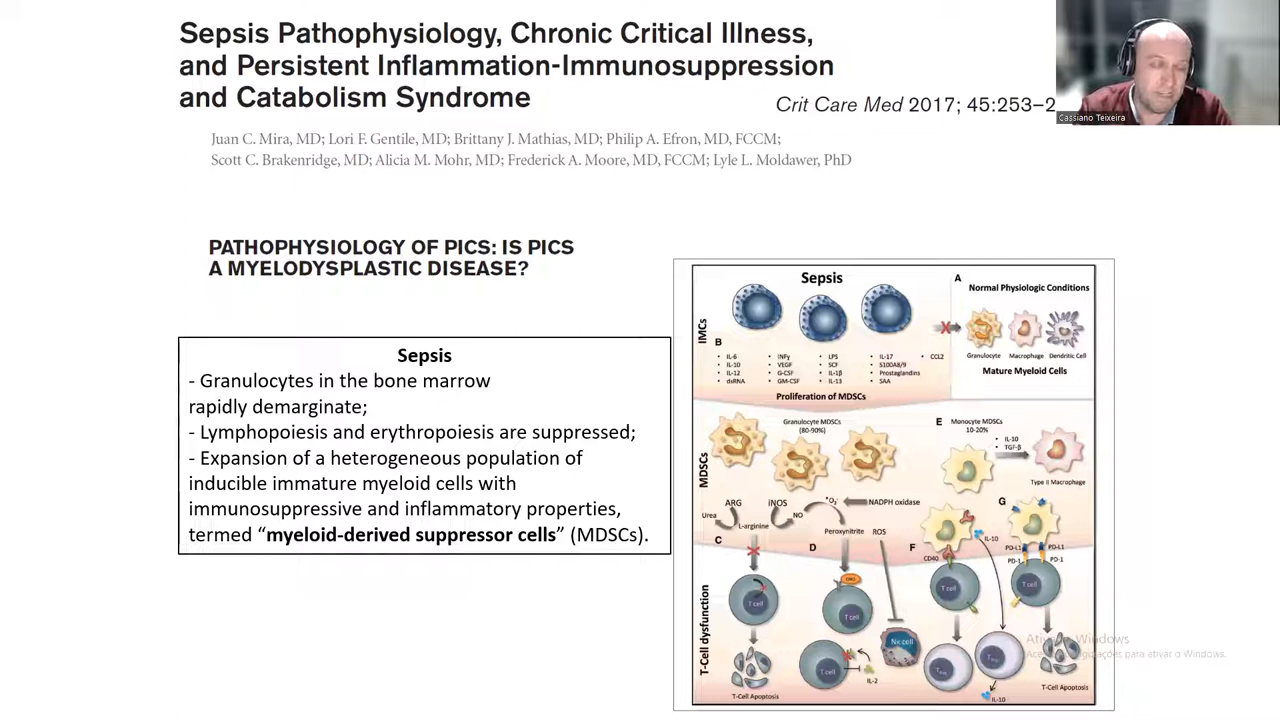 Sepsis Pathophysiology, Chronic Critical Illness,
and Persistent Inflammation-Immunosuppression
and Catabolism Syndrome
Crit Care Med 2017; 45:253–2
Cassiano Teixeira
Juan C. Mira, MD; Lori F. Gentile, MD; Brittany J. Mathias, MD; Philip A. Efron, MD, FCCM;
Scott C. Brakenridge, MD; Alicia M. Mohr, MD; Frederick A. Moore, MD, FCCM; Lyle L. Moldawer, PhD
PATHOPHYSIOLOGY OF PICS: IS PICS
A MYELODYSPLASTIC DISEASE?
Sepsis
- Granulocytes in the bone marrow
rapidly demarginate;
- Lymphopoiesis and erythropoiesis are suppressed;
- Expansion of a heterogeneous population of
inducible immature myeloid cells with
immunosuppressive and inflammatory properties,
termed “myeloid-derived suppressor cells” (MDSCs).
Sepsis
A
Normal Physiologic Conditions
IMCs
Granulocyte Macrophage Dendritic Cell
Mature Myeloid Cells
B
• IL-6 • INFγ • LPS • IL-17 • CCL2
• IL-10 • VEGF • SCF • S100A8/9
• IL-12 • G-CSF • IL-1β • Prostaglandins
• dsRNA • GM-CSF • IL-13 • SAA
Proliferation of MDSCs
MDSCs
Granulocyte MDSCs
(80-90%)
E
Monocyte MDSCs
10-20%
• IL-10
• TGF-β
Type II Macrophage
ARG iNOS NADPH oxidase
Urea L-arginine NO
Peroxynitrite ROS
G
C D F
IL-10
CD40
PD-L1 PD-L1
PD-1 PD-1
T-Cell dysfunction
T cell
T cell
T cell
T cell
T cell
NK cell
IL-2
IL-10
T-Cell Apoptosis
T-Cell Apoptosis